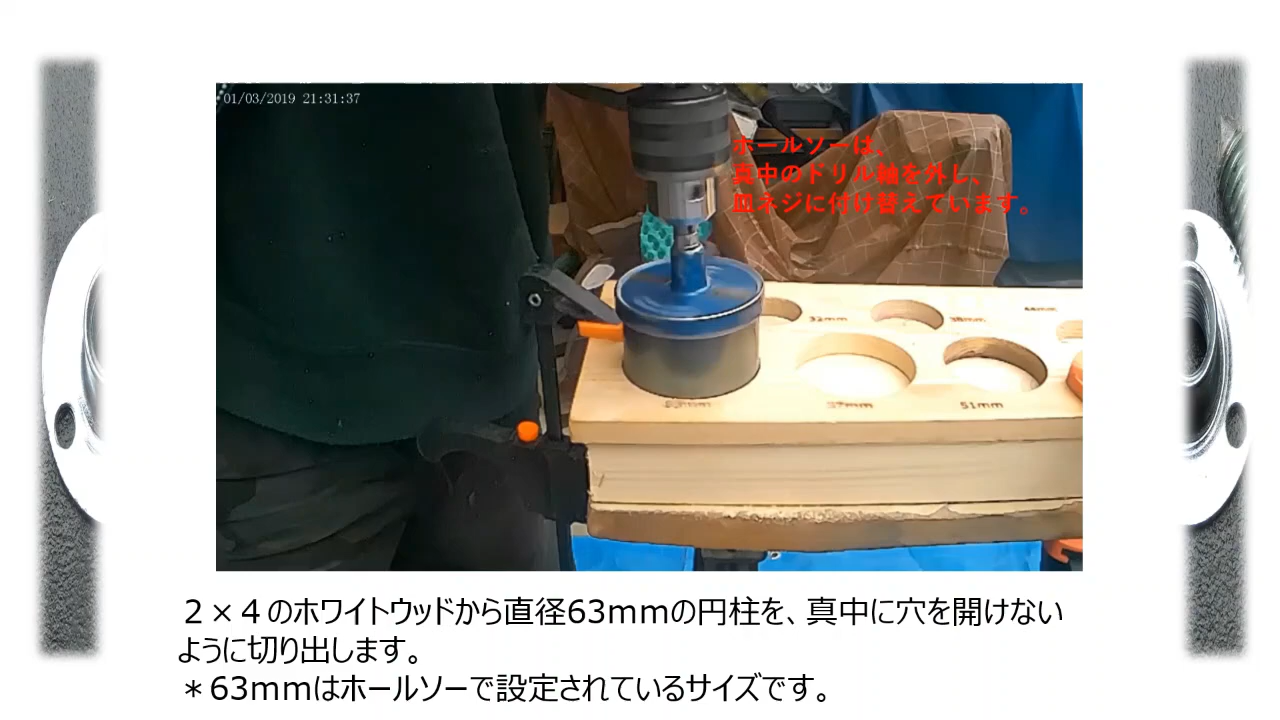 01/03/2019 21:31:37
ホールソーは、
真中のドリル軸を外し、
皿ネジに付け替えています。
32mm
38mm
57mm
51mm
２×４のホワイトウッドから直径63mmの円柱を、真中に穴を開けない
ように切り出します。
＊63mmはホールソーで設定されているサイズです。